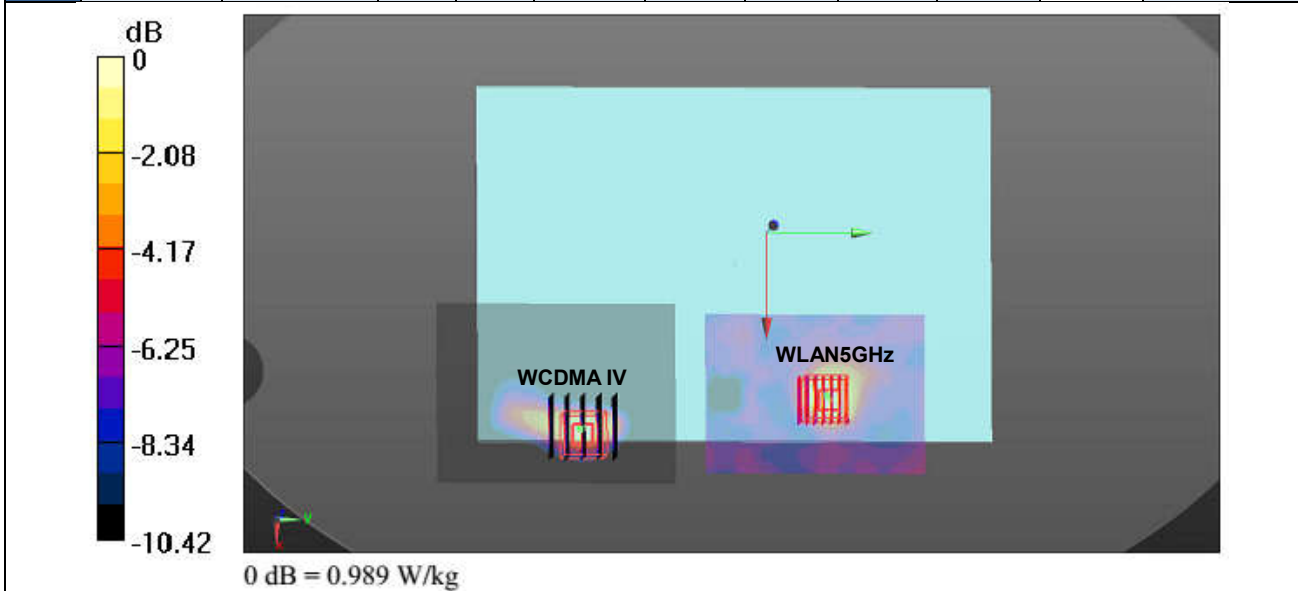 dB
0
-2.08
-4.17
-6.25
-8.34
-10.42
WLAN5GHz
WCDMA IV
0 dB = 0.989 W/kg